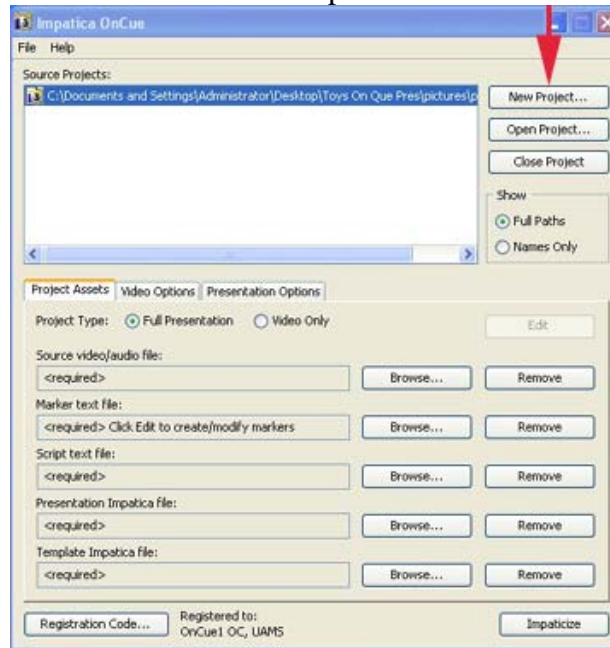 Impatica OnCue
File Help
Source Projects:
C:\Documents and Settings\Administrator\Desktop\Toys On Que Pres\pictures\p
New Project...
Open Project...
Close Project
Show
Full Paths
Names Only
Project Assets Video Options Presentation Options
Project Type: Full Presentation Video Only
Edit
Source video/audio file:
<required> Browse... Remove
Marker text file:
<required> Click Edit to create/modify markers Browse... Remove
Script text file:
<required> Browse... Remove
Presentation Impatica file:
<required> Browse... Remove
Template Impatica file:
<required> Browse... Remove
Registration Code... Registered to:
OnCue1 OC, UAMS
Impaticize